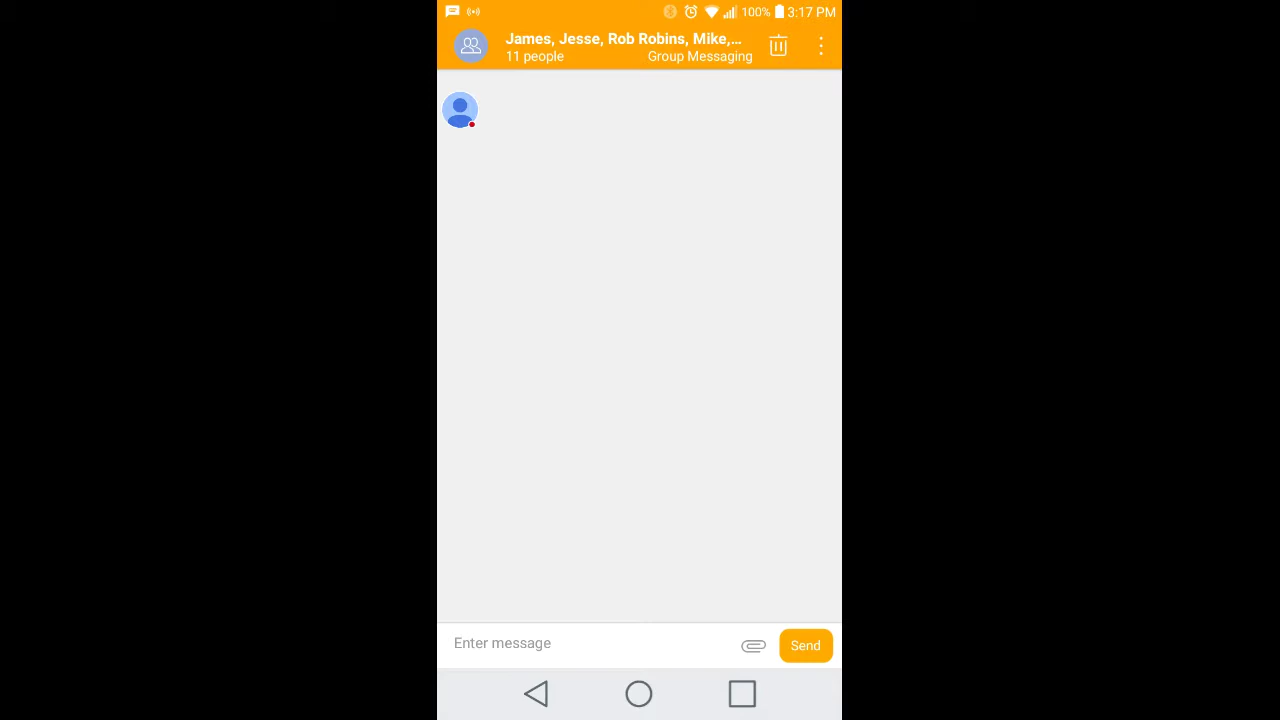 100% 3:17 PM
James, Jesse, Rob Robins, Mike,...
11 people Group Messaging
Enter message
Send